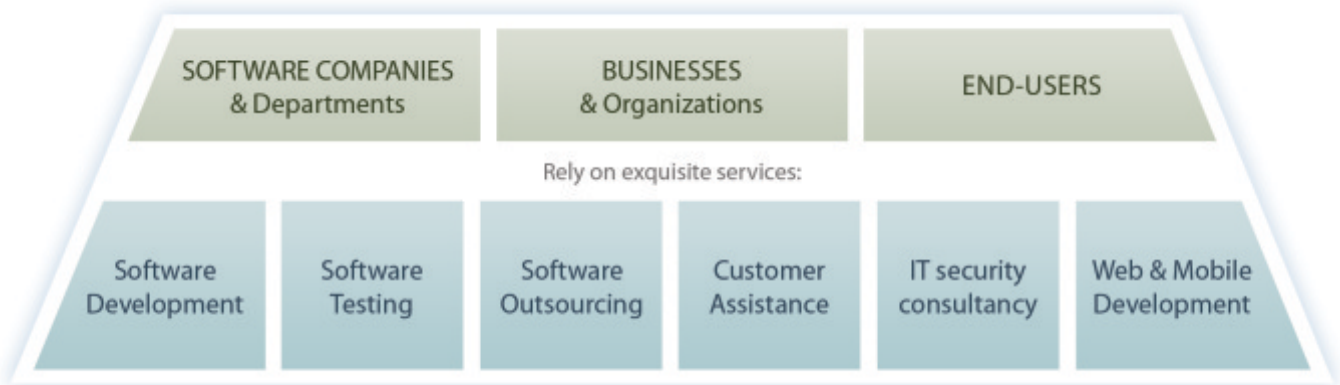 SOFTWARE COMPANIES
& Departments
BUSINESSES
& Organizations
END-USERS
Rely on exquisite services:
Software
Development
Software
Testing
Software
Outsourcing
Customer
Assistance
IT security
consultancy
Web & Mobile
Development